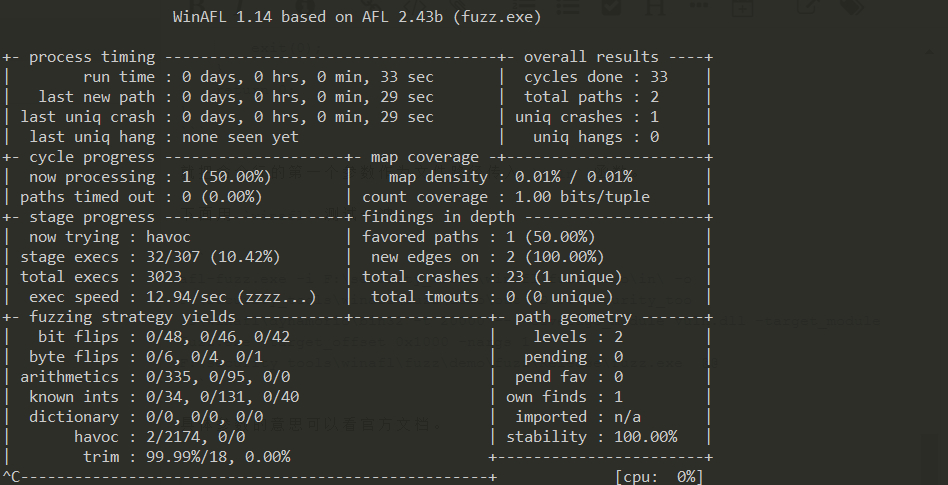 WinAFL 1.14 based on AFL 2.43b (fuzz.exe)
+- process timing -------------------------------------+- overall results ----+
| run time : 0 days, 0 hrs, 0 min, 33 sec | cycles done : 33 |
| last new path : 0 days, 0 hrs, 0 min, 29 sec | total paths : 2 |
| last uniq crash : 0 days, 0 hrs, 0 min, 29 sec | uniq crashes : 1 |
| last uniq hang : none seen yet | uniq hangs : 0 |
+- cycle progress --------------------+- map coverage -+----------------------+
| now processing : 1 (50.00%) | map density : 0.01% / 0.01% |
| paths timed out : 0 (0.00%) | count coverage : 1.00 bits/tuple |
+- stage progress --------------------+ findings in depth --------------------+
| now trying : havoc | favored paths : 1 (50.00%) |
| stage execs : 32/307 (10.42%) | new edges on : 2 (100.00%) |
| total execs : 3023 | total crashes : 23 (1 unique) |
| exec speed : 12.94/sec (zzzz...) | total tmouts : 0 (0 unique) |
+- fuzzing strategy yields -----------+---------------+- path geometry -------+
| bit flips : 0/48, 0/46, 0/42 | levels : 2 |
| byte flips : 0/6, 0/4, 0/1 | pending : 0 |
| arithmetics : 0/335, 0/95, 0/0 | pend fav : 0 |
| known ints : 0/34, 0/131, 0/40 | own finds : 1 |
| dictionary : 0/0, 0/0, 0/0 | imported : n/a |
| havoc : 2/2174, 0/0 | stability : 100.00% |
| trim : 99.99%/18, 0.00% +-----------------------+
^C----------------------------------------------------+ [cpu: 0%]